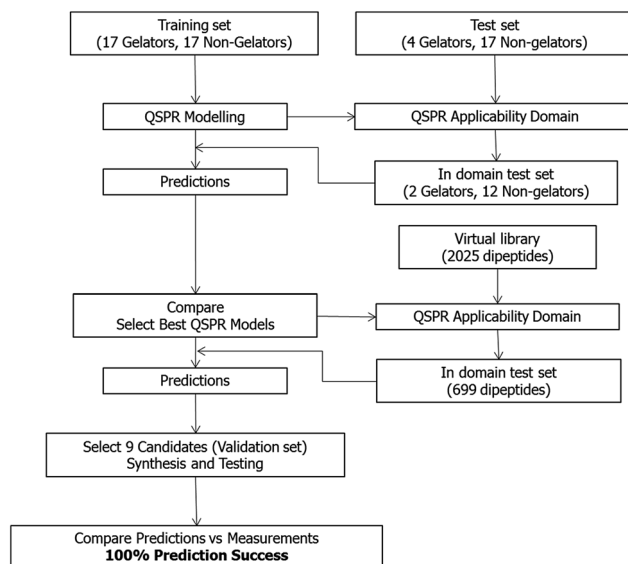 Training set
(17 Gelators, 17 Non-Gelators)
Test set
(4 Gelators, 17 Non-gelators)
QSPR Modelling
QSPR Applicability Domain
Predictions
In domain test set
(2 Gelators, 12 Non-gelators)
Virtual library
(2025 dipeptides)
Compare
Select Best QSPR Models
QSPR Applicability Domain
Predictions
In domain test set
(699 dipeptides)
Select 9 Candidates (Validation set)
Synthesis and Testing
Compare Predictions vs Measurements
100% Prediction Success